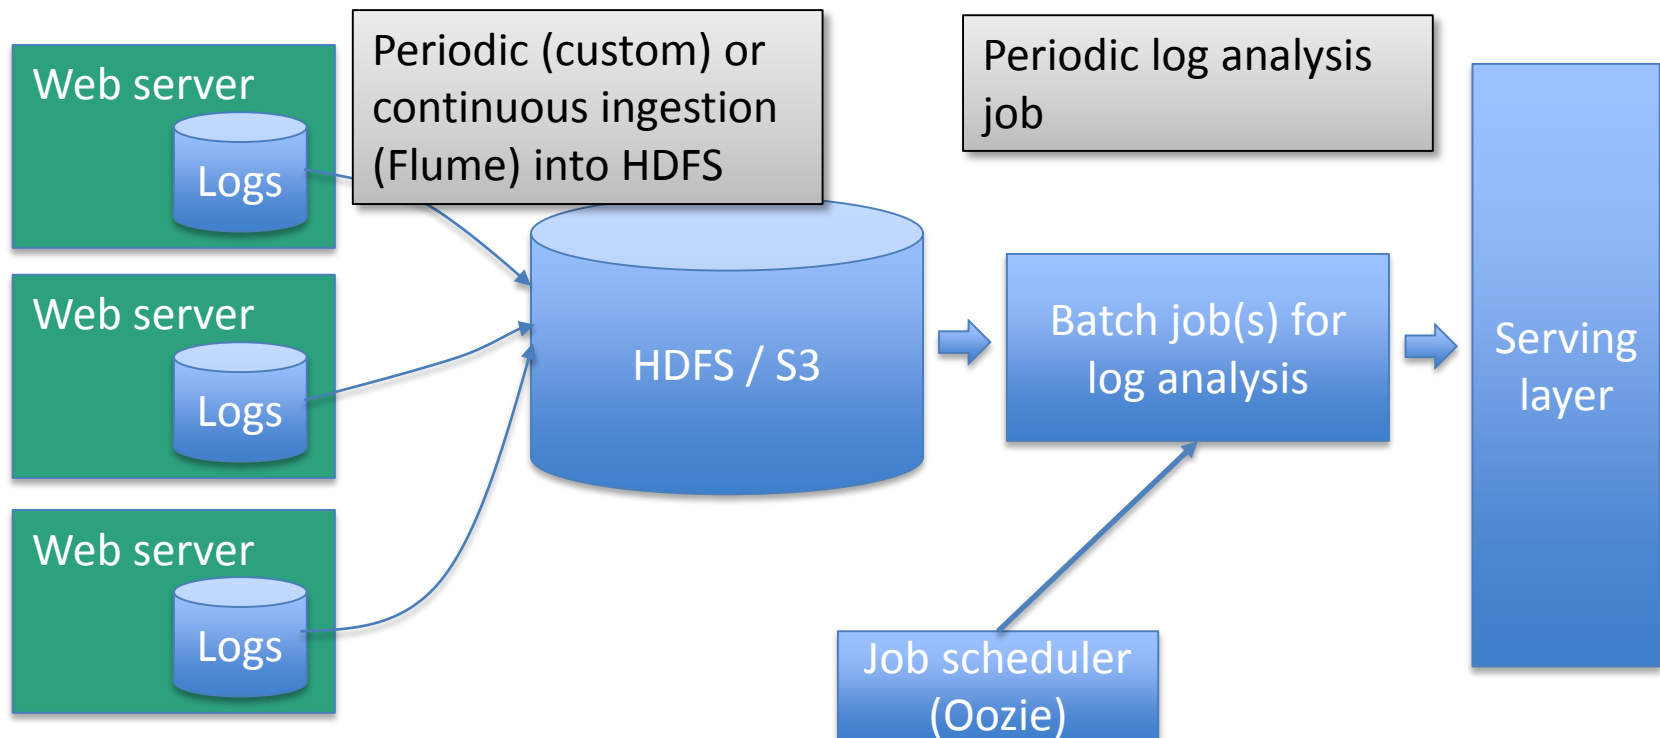 Web server
Logs
Web server
Logs
Web server
Logs
Periodic (custom) or
continuous ingestion
(Flume) into HDFS
HDFS / S3
Periodic log analysis
job
Batch job(s) for
log analysis
Job scheduler
(Oozie)
Serving
layer